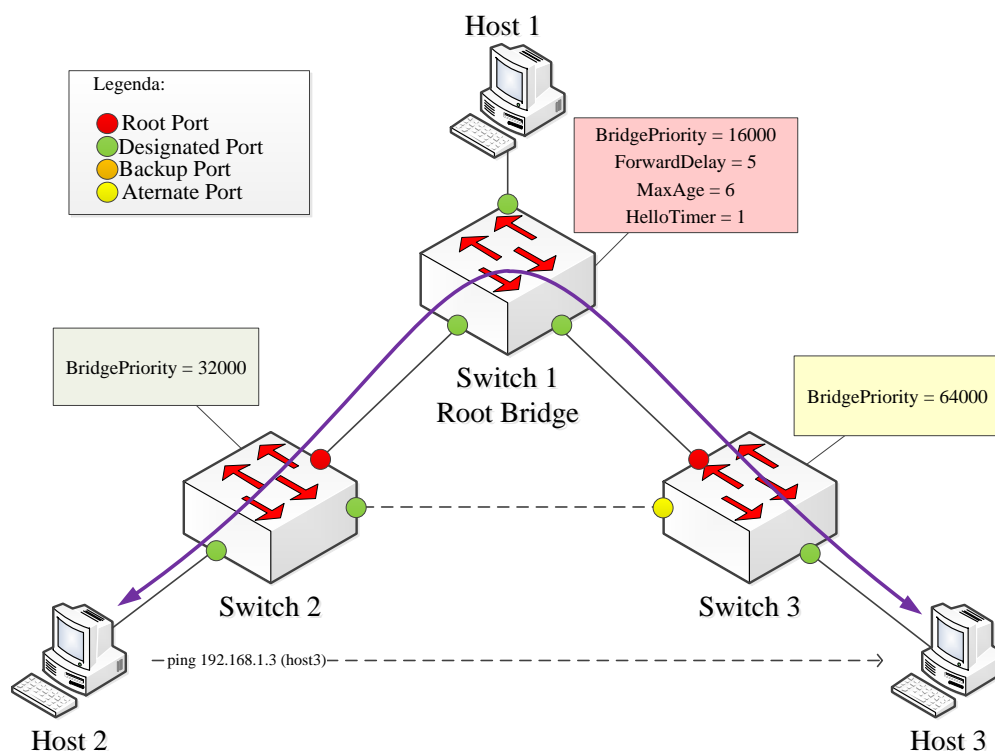 Host 1
Legenda:
Root Port
Designated Port
Backup Port
Aternate Port
BridgePriority = 16000
ForwardDelay = 5
MaxAge = 6
HelloTimer = 1
Switch 1
Root Bridge
BridgePriority = 32000
BridgePriority = 64000
Switch 2
Switch 3
ping 192.168.1.3 (host3)
Host 2
Host 3